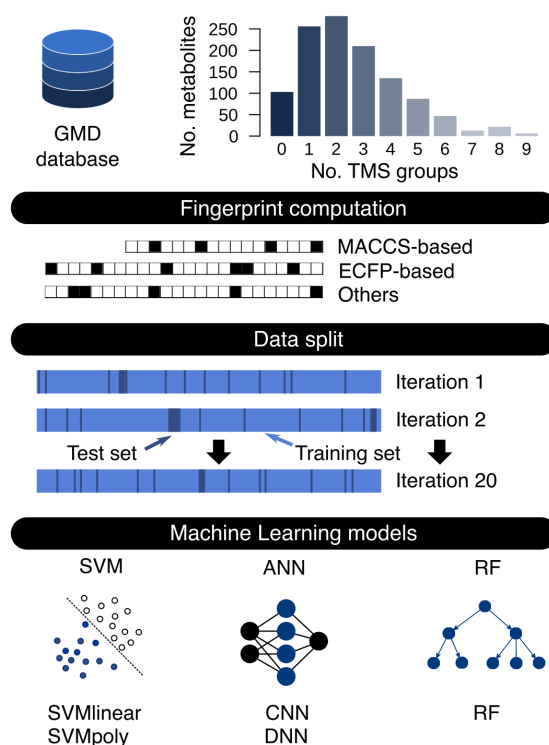 GMD
database
No. metabolites
250
200
150
100
50
0
0 1 2 3 4 5 6 7 8 9
No. TMS groups
Fingerprint computation
MACCS-based
ECFP-based
Others
Data split
Iteration 1
Iteration 2
Test set
Training set
Iteration 20
Machine Learning models
SVM ANN RF
SVMlinear CNN RF
SVMpoly DNN